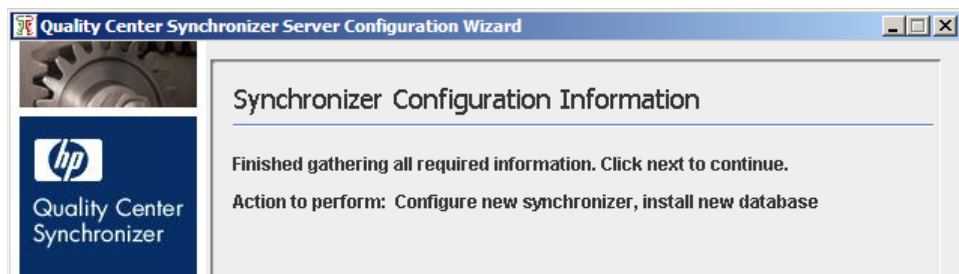 Quality Center Synchronizer Server Configuration Wizard
Synchronizer Configuration Information
Finished gathering all required information. Click next to continue.
Action to perform: Configure new synchronizer, install new database
hp
Quality Center
Synchronizer